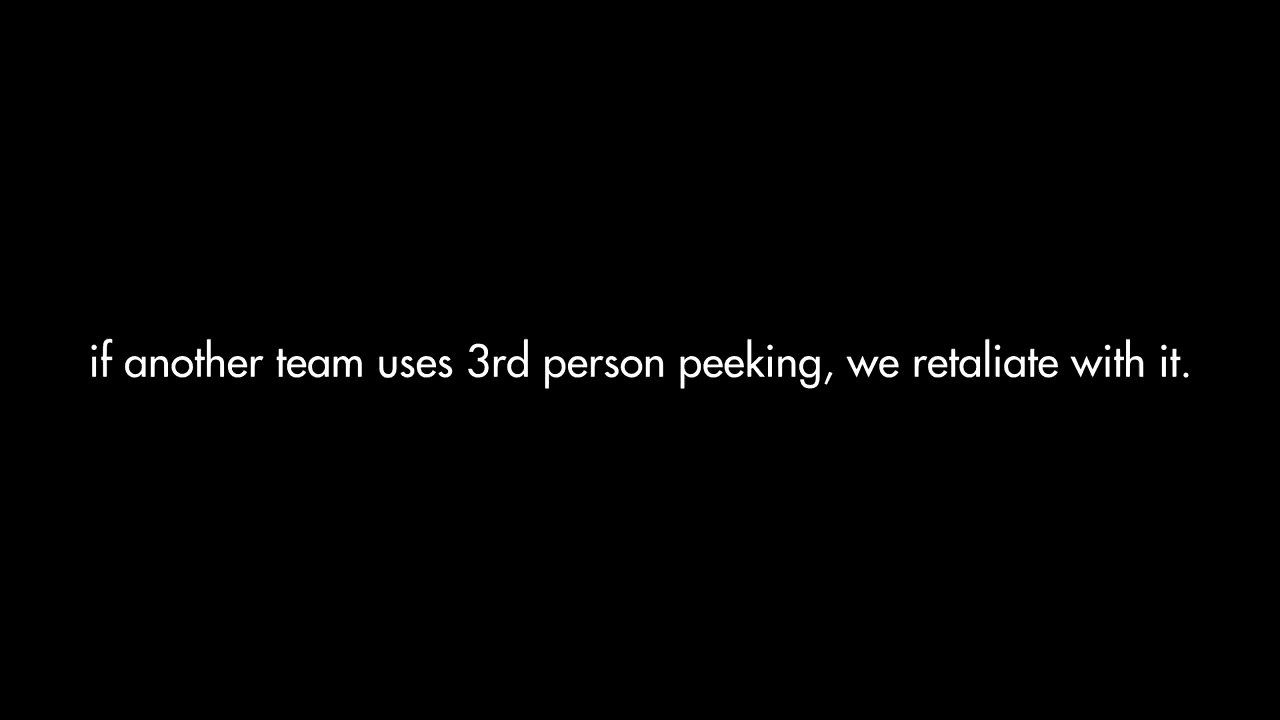 if another team uses 3rd person peeking, we retaliate with it.